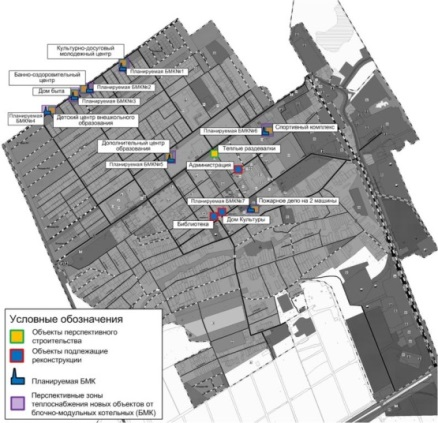 Культурно-досуговый
молодежный центр
Планируемая БМК№1
Банно-оздоровительный
центр
Планируемая БМК№2
Дом быта
Планируемая БМК№3
Планируемая
БМК№4
Детский центр внешкольного
образования
Планируемая БМК№6
Спортивный комплекс
Дополнительный центр
образования
Теплые раздевалки
Планируемая БМК№5
Администрация
Планируемая БМК№7
Пожарное депо на 2 машины
Дом Культуры
Библиотека
Условные обозначения
Объекты перспективного
строительства
Объекты подлежащие
реконструкции
Планируемая БМК
Перспективные зоны
теплоснабжения новых объектов от
блочно-модульных котельных (БМК)